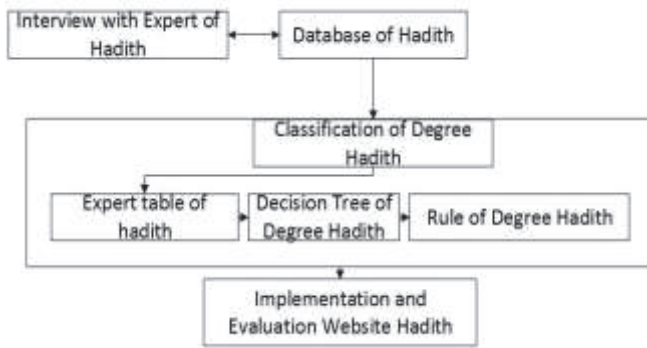 Interview with Expert of
Hadith
Database of Hadith
Classification of Degree
Hadith
Expert table of
hadith
Decision Tree of
Degree Hadith
Rule of Degree Hadith
Implementation and
Evaluation Website Hadith